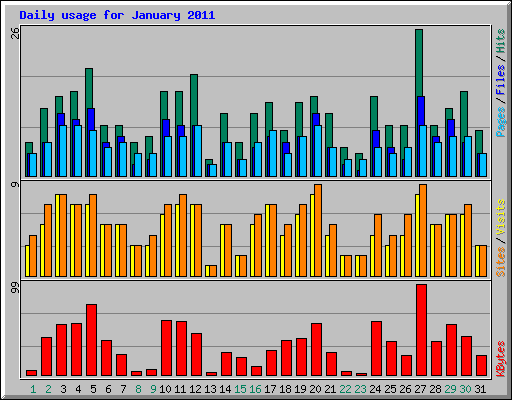 Daily usage for January 2011
26
Pages / Files / Hits
9
Sites / Visits
99
KBytes
1 2 3 4 5 6 7 8 9 10 11 12 13 14 15 16 17 18 19 20 21 22 23 24 25 26 27 28 29 30 31